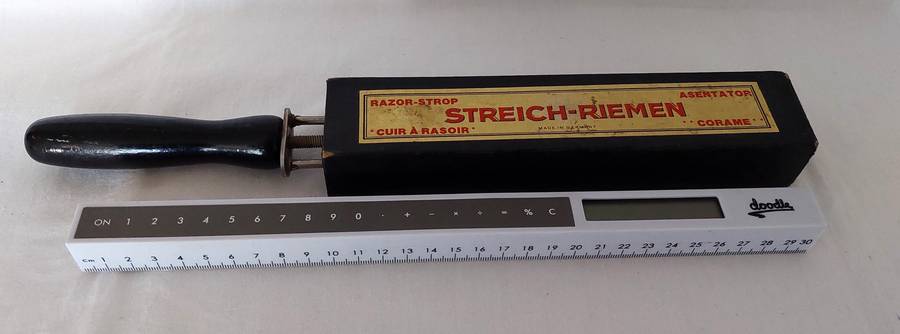 RAZOR-STROP
ASENTATOR
STREICH-RIEMEN
"CUIR À RASOIR"
MADE IN GERMANY
"CORAME"
ON 1 2 3 4 5 6 7 8 9 0 · + − × ÷ = % C
doodle
cm 1 2 3 4 5 6 7 8 9 10 11 12 13 14 15 16 17 18 19 20 21 22 23 24 25 26 27 28 29 30